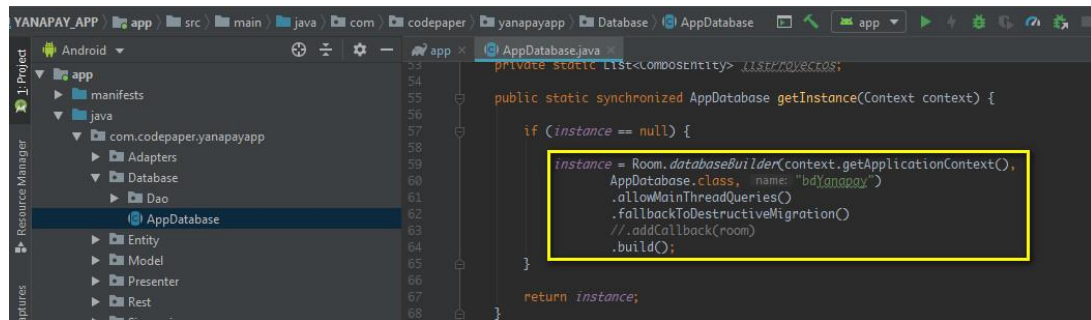 YANAPAY_APP app src main java com codepaper yanapayapp Database AppDatabase app
1: Project
Android
app
AppDatabase.java
app
manifests
java
com.codepaper.yanapayapp
Adapters
Database
Dao
AppDatabase
Entity
Model
Presenter
Rest
Resource Manager
53 private static List<CombosEntity> listProyectos;
54
55 public static synchronized AppDatabase getInstance(Context context) {
56
57 if (instance == null) {
58
59 instance = Room.databaseBuilder(context.getApplicationContext(),
60 AppDatabase.class, name: "bdYanapay")
61 .allowMainThreadQueries()
62 .fallbackToDestructiveMigration()
63 //.addCallback(room)
64 .build();
65 }
66
67 return instance;
68 }